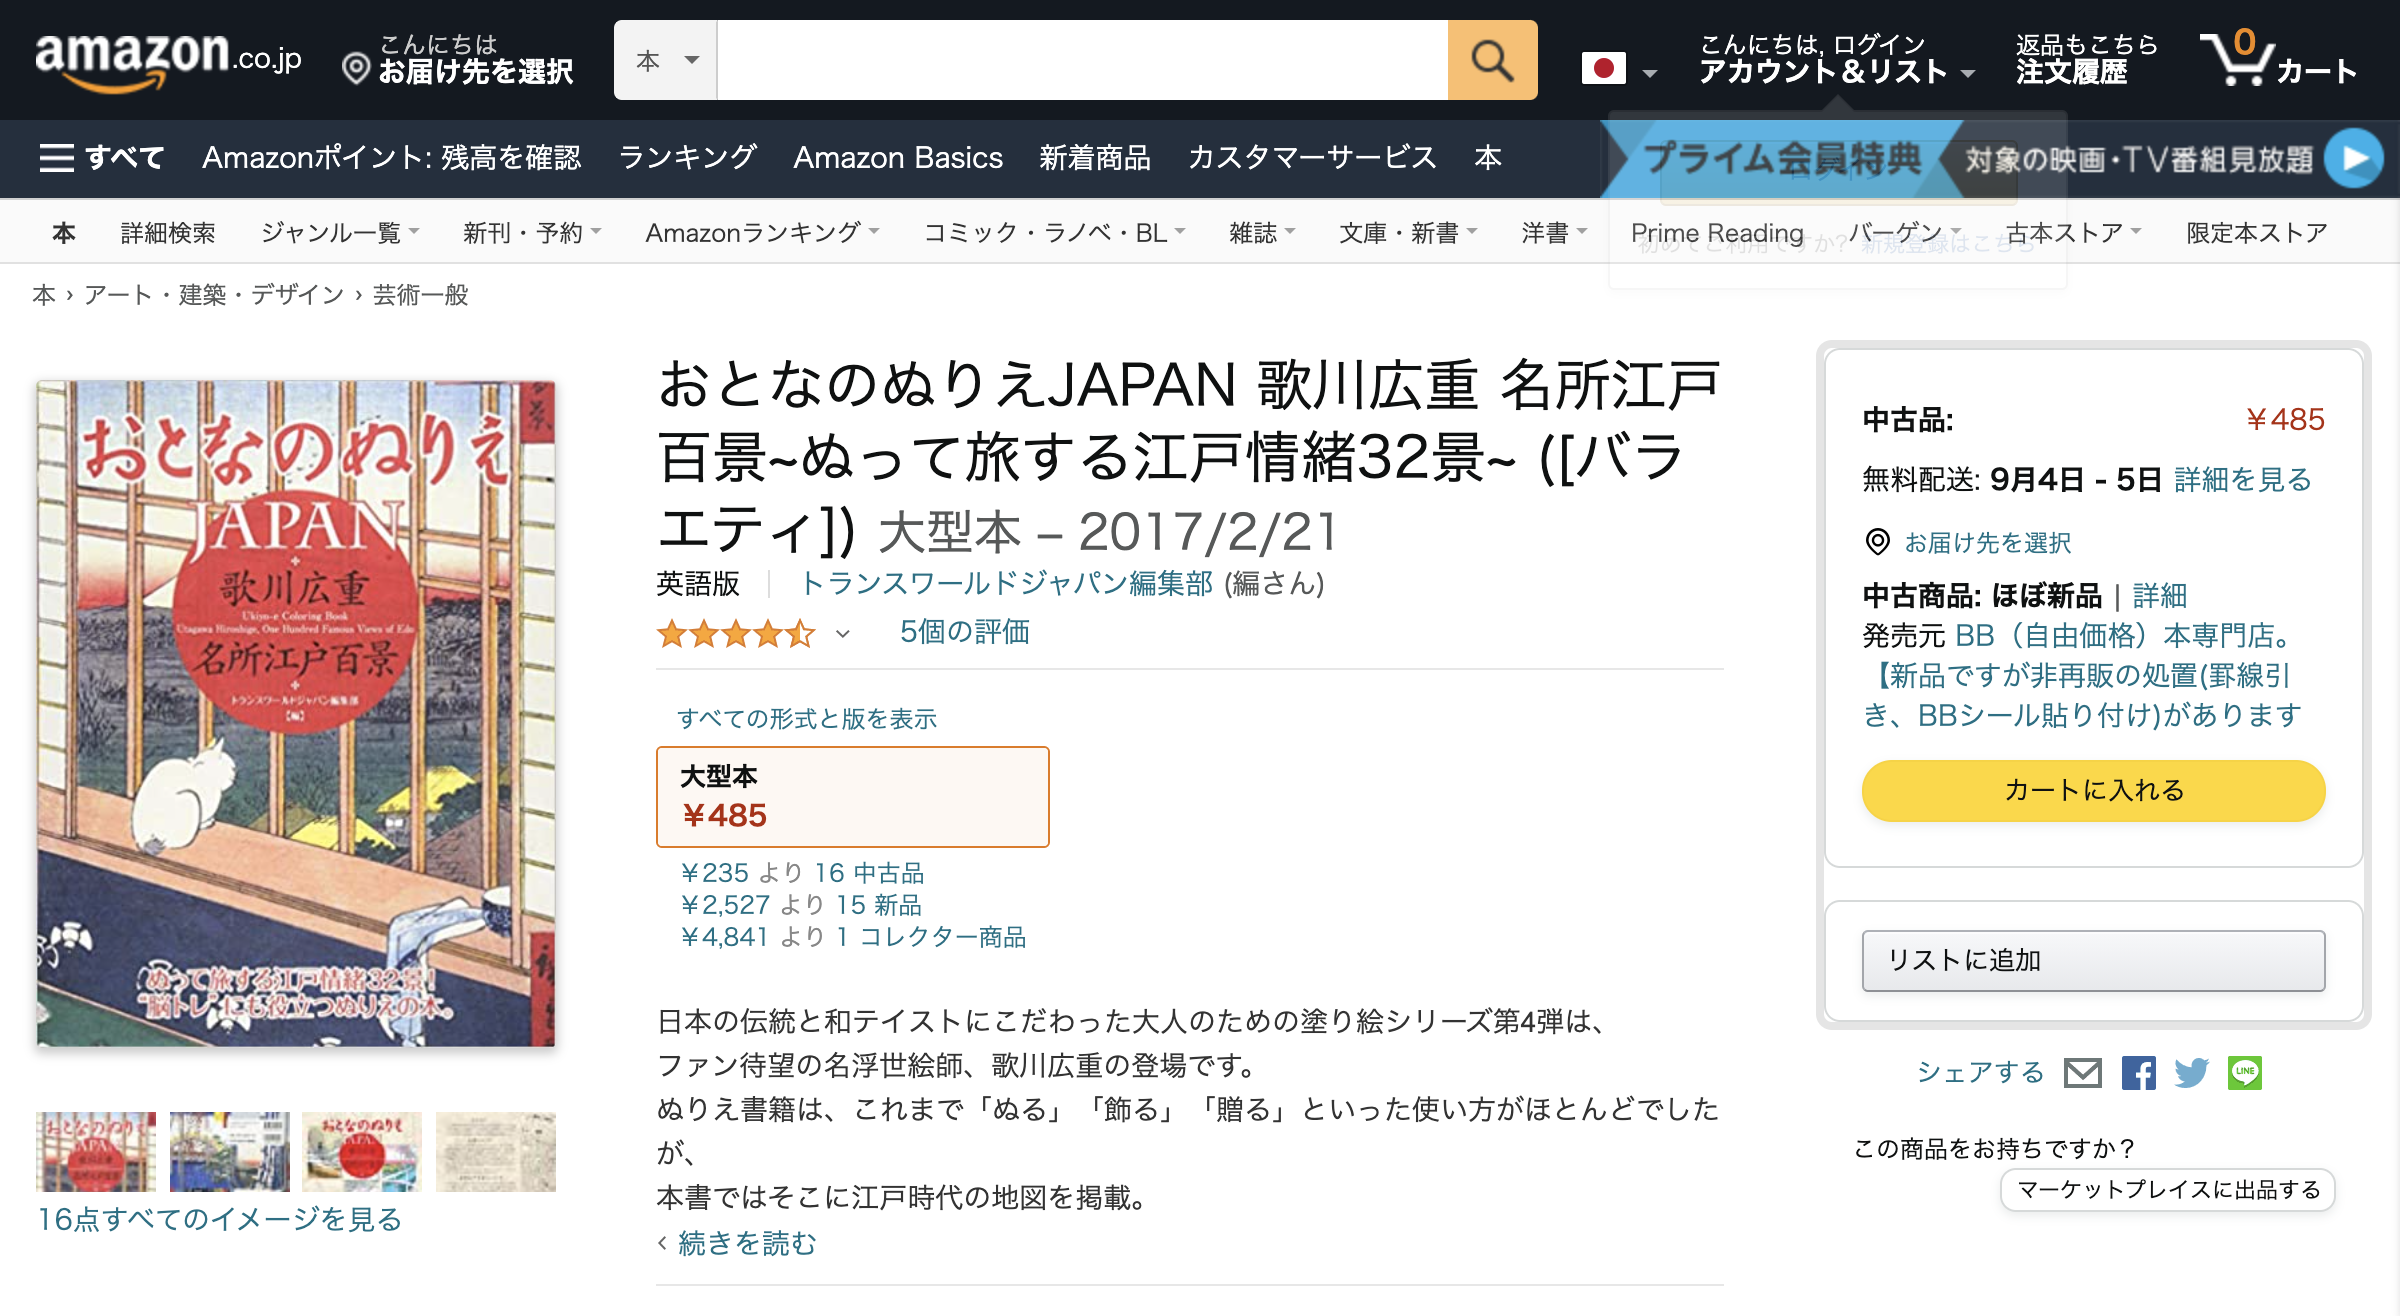 amazon.co.jp
こんにちは
お届け先を選択
本
こんにちは, ログイン
アカウント＆リスト
返品もこちら
注文履歴
0
カート
すべて
Amazonポイント: 残高を確認
ランキング
Amazon Basics
新着商品
カスタマーサービス
本
プライム会員特典
対象の映画・TV番組見放題
本
詳細検索
ジャンル一覧
新刊・予約
Amazonランキング
コミック・ラノベ・BL
雑誌
文庫・新書
洋書
Prime Reading
バーゲン
古本ストア
限定本ストア
初めてご利用ですか? 新規登録はこちら
本 › アート・建築・デザイン › 芸術一般
おとなのぬりえ
JAPAN
歌川広重
Ukiyo-e Coloring Book
Utagawa Hiroshige, One Hundred Famous Views of Edo
名所江戸百景
トランスワールドジャパン編集部
【編】
ぬって旅する江戸情緒32景!
"脳トレ"にも役立つぬりえの本。
16点すべてのイメージを見る
おとなのぬりえJAPAN 歌川広重 名所江戸
百景~ぬって旅する江戸情緒32景~ ([バラ
エティ]) 大型本 – 2017/2/21
英語版
トランスワールドジャパン編集部 (編さん)
5個の評価
すべての形式と版を表示
大型本
￥485
￥235 より 16 中古品
￥2,527 より 15 新品
￥4,841 より 1 コレクター商品
日本の伝統と和テイストにこだわった大人のための塗り絵シリーズ第4弾は、
ファン待望の名浮世絵師、歌川広重の登場です。
ぬりえ書籍は、これまで「ぬる」「飾る」「贈る」といった使い方がほとんどでした
が、
本書ではそこに江戸時代の地図を掲載。
‹ 続きを読む
中古品:
￥485
無料配送: 9月4日 - 5日 詳細を見る
お届け先を選択
中古商品: ほぼ新品 | 詳細
発売元 BB（自由価格）本専門店。
【新品ですが非再販の処置(罫線引
き、BBシール貼り付け)があります
カートに入れる
リストに追加
シェアする
LINE
この商品をお持ちですか？
マーケットプレイスに出品する